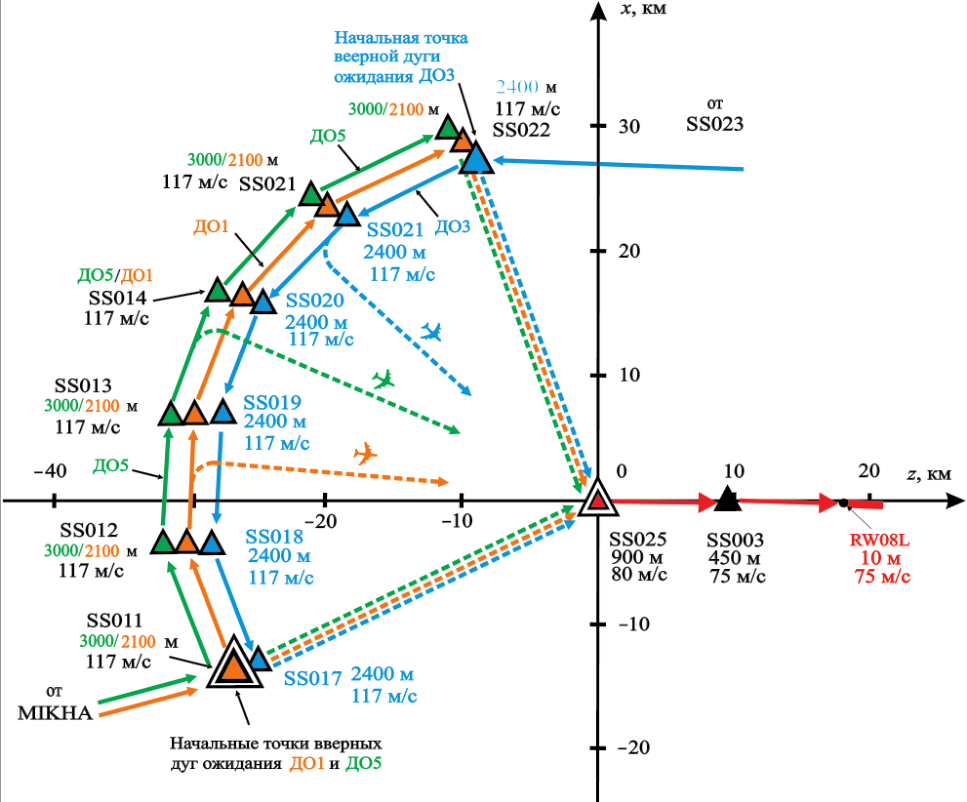 x, км
Начальная точка
веерной дуги
ожидания ДО3
2400 м
117 м/с
SS022
от
SS023
3000/2100 м
ДО5
30
3000/2100 м
117 м/с SS021
ДО1
SS021
2400 м
117 м/с
ДО3
20
ДО5/ДО1
SS014
117 м/с
SS020
2400 м
117 м/с
10
SS013
3000/2100 м
117 м/с
SS019
2400 м
117 м/с
ДО5
−40
−20
−10
0
10
20
z, км
SS012
3000/2100 м
117 м/с
SS018
2400 м
117 м/с
SS025
900 м
80 м/с
SS003
450 м
75 м/с
RW08L
10 м
75 м/с
SS011
3000/2100 м
117 м/с
−10
SS017 2400 м
117 м/с
от
MIKHA
Начальные точки вверных
дуг ожидания ДО1 и ДО5
−20